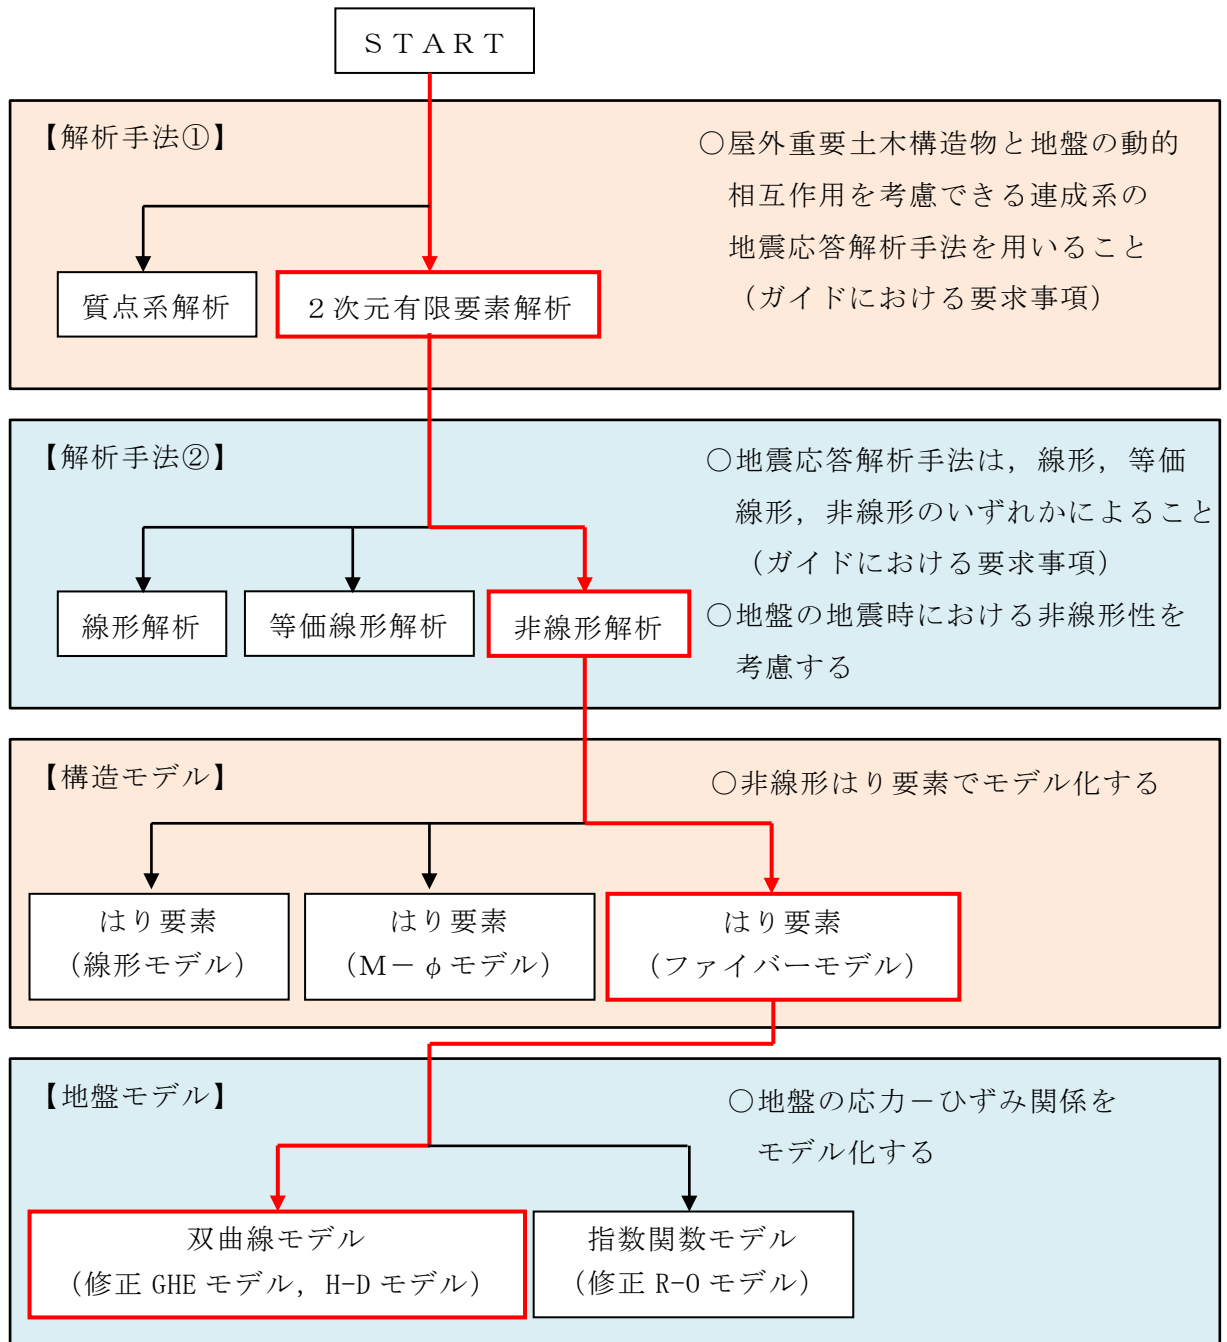 ＳＴＡＲＴ
【解析手法①】
○屋外重要土木構造物と地盤の動的
相互作用を考慮できる連成系の
地震応答解析手法を用いること
（ガイドにおける要求事項）
質点系解析
２次元有限要素解析
【解析手法②】
○地震応答解析手法は，線形，等価
線形，非線形のいずれかによること
（ガイドにおける要求事項）
○地盤の地震時における非線形性を
考慮する
線形解析
等価線形解析
非線形解析
【構造モデル】
○非線形はり要素でモデル化する
はり要素
（線形モデル）
はり要素
（Ｍ－φモデル）
はり要素
（ファイバーモデル）
【地盤モデル】
○地盤の応力－ひずみ関係を
モデル化する
双曲線モデル
（修正 GHE モデル，H-D モデル）
指数関数モデル
（修正 R-O モデル）